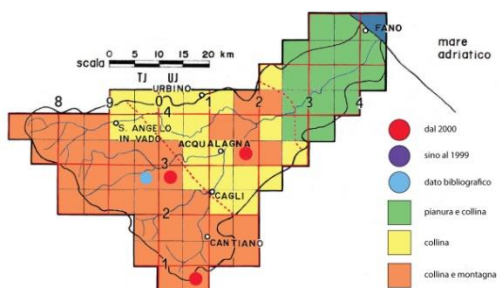 FANO
mare
adriatico
scala 0 5 10 15 20 km
TJ UJ
URBINO
8 9 0 1 2 3 4
4
S. ANGELO
IN VADO
ACQUALAGNA
3
CAGLI
2
CANTIANO
1
dal 2000
sino al 1999
dato bibliografico
pianura e collina
collina
collina e montagna